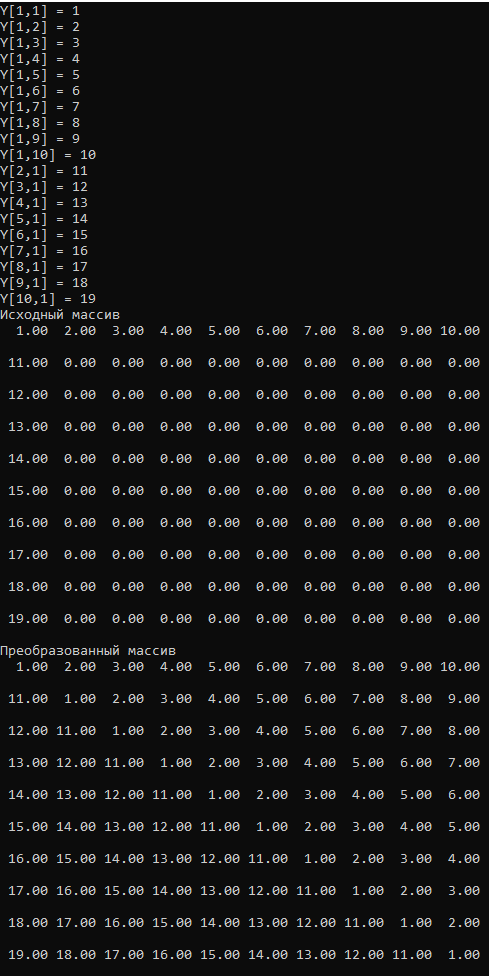 Y[1,1] = 1
Y[1,2] = 2
Y[1,3] = 3
Y[1,4] = 4
Y[1,5] = 5
Y[1,6] = 6
Y[1,7] = 7
Y[1,8] = 8
Y[1,9] = 9
Y[1,10] = 10
Y[2,1] = 11
Y[3,1] = 12
Y[4,1] = 13
Y[5,1] = 14
Y[6,1] = 15
Y[7,1] = 16
Y[8,1] = 17
Y[9,1] = 18
Y[10,1] = 19
Исходный массив
1.00 2.00 3.00 4.00 5.00 6.00 7.00 8.00 9.00 10.00
11.00 0.00 0.00 0.00 0.00 0.00 0.00 0.00 0.00 0.00
12.00 0.00 0.00 0.00 0.00 0.00 0.00 0.00 0.00 0.00
13.00 0.00 0.00 0.00 0.00 0.00 0.00 0.00 0.00 0.00
14.00 0.00 0.00 0.00 0.00 0.00 0.00 0.00 0.00 0.00
15.00 0.00 0.00 0.00 0.00 0.00 0.00 0.00 0.00 0.00
16.00 0.00 0.00 0.00 0.00 0.00 0.00 0.00 0.00 0.00
17.00 0.00 0.00 0.00 0.00 0.00 0.00 0.00 0.00 0.00
18.00 0.00 0.00 0.00 0.00 0.00 0.00 0.00 0.00 0.00
19.00 0.00 0.00 0.00 0.00 0.00 0.00 0.00 0.00 0.00
Преобразованный массив
1.00 2.00 3.00 4.00 5.00 6.00 7.00 8.00 9.00 10.00
11.00 1.00 2.00 3.00 4.00 5.00 6.00 7.00 8.00 9.00
12.00 11.00 1.00 2.00 3.00 4.00 5.00 6.00 7.00 8.00
13.00 12.00 11.00 1.00 2.00 3.00 4.00 5.00 6.00 7.00
14.00 13.00 12.00 11.00 1.00 2.00 3.00 4.00 5.00 6.00
15.00 14.00 13.00 12.00 11.00 1.00 2.00 3.00 4.00 5.00
16.00 15.00 14.00 13.00 12.00 11.00 1.00 2.00 3.00 4.00
17.00 16.00 15.00 14.00 13.00 12.00 11.00 1.00 2.00 3.00
18.00 17.00 16.00 15.00 14.00 13.00 12.00 11.00 1.00 2.00
19.00 18.00 17.00 16.00 15.00 14.00 13.00 12.00 11.00 1.00